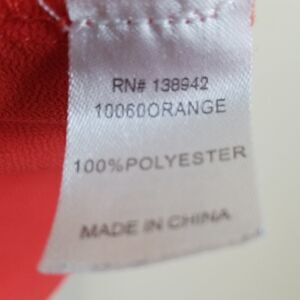 RN# 138942
10060ORANGE
100%POLYESTER
MADE IN CHINA